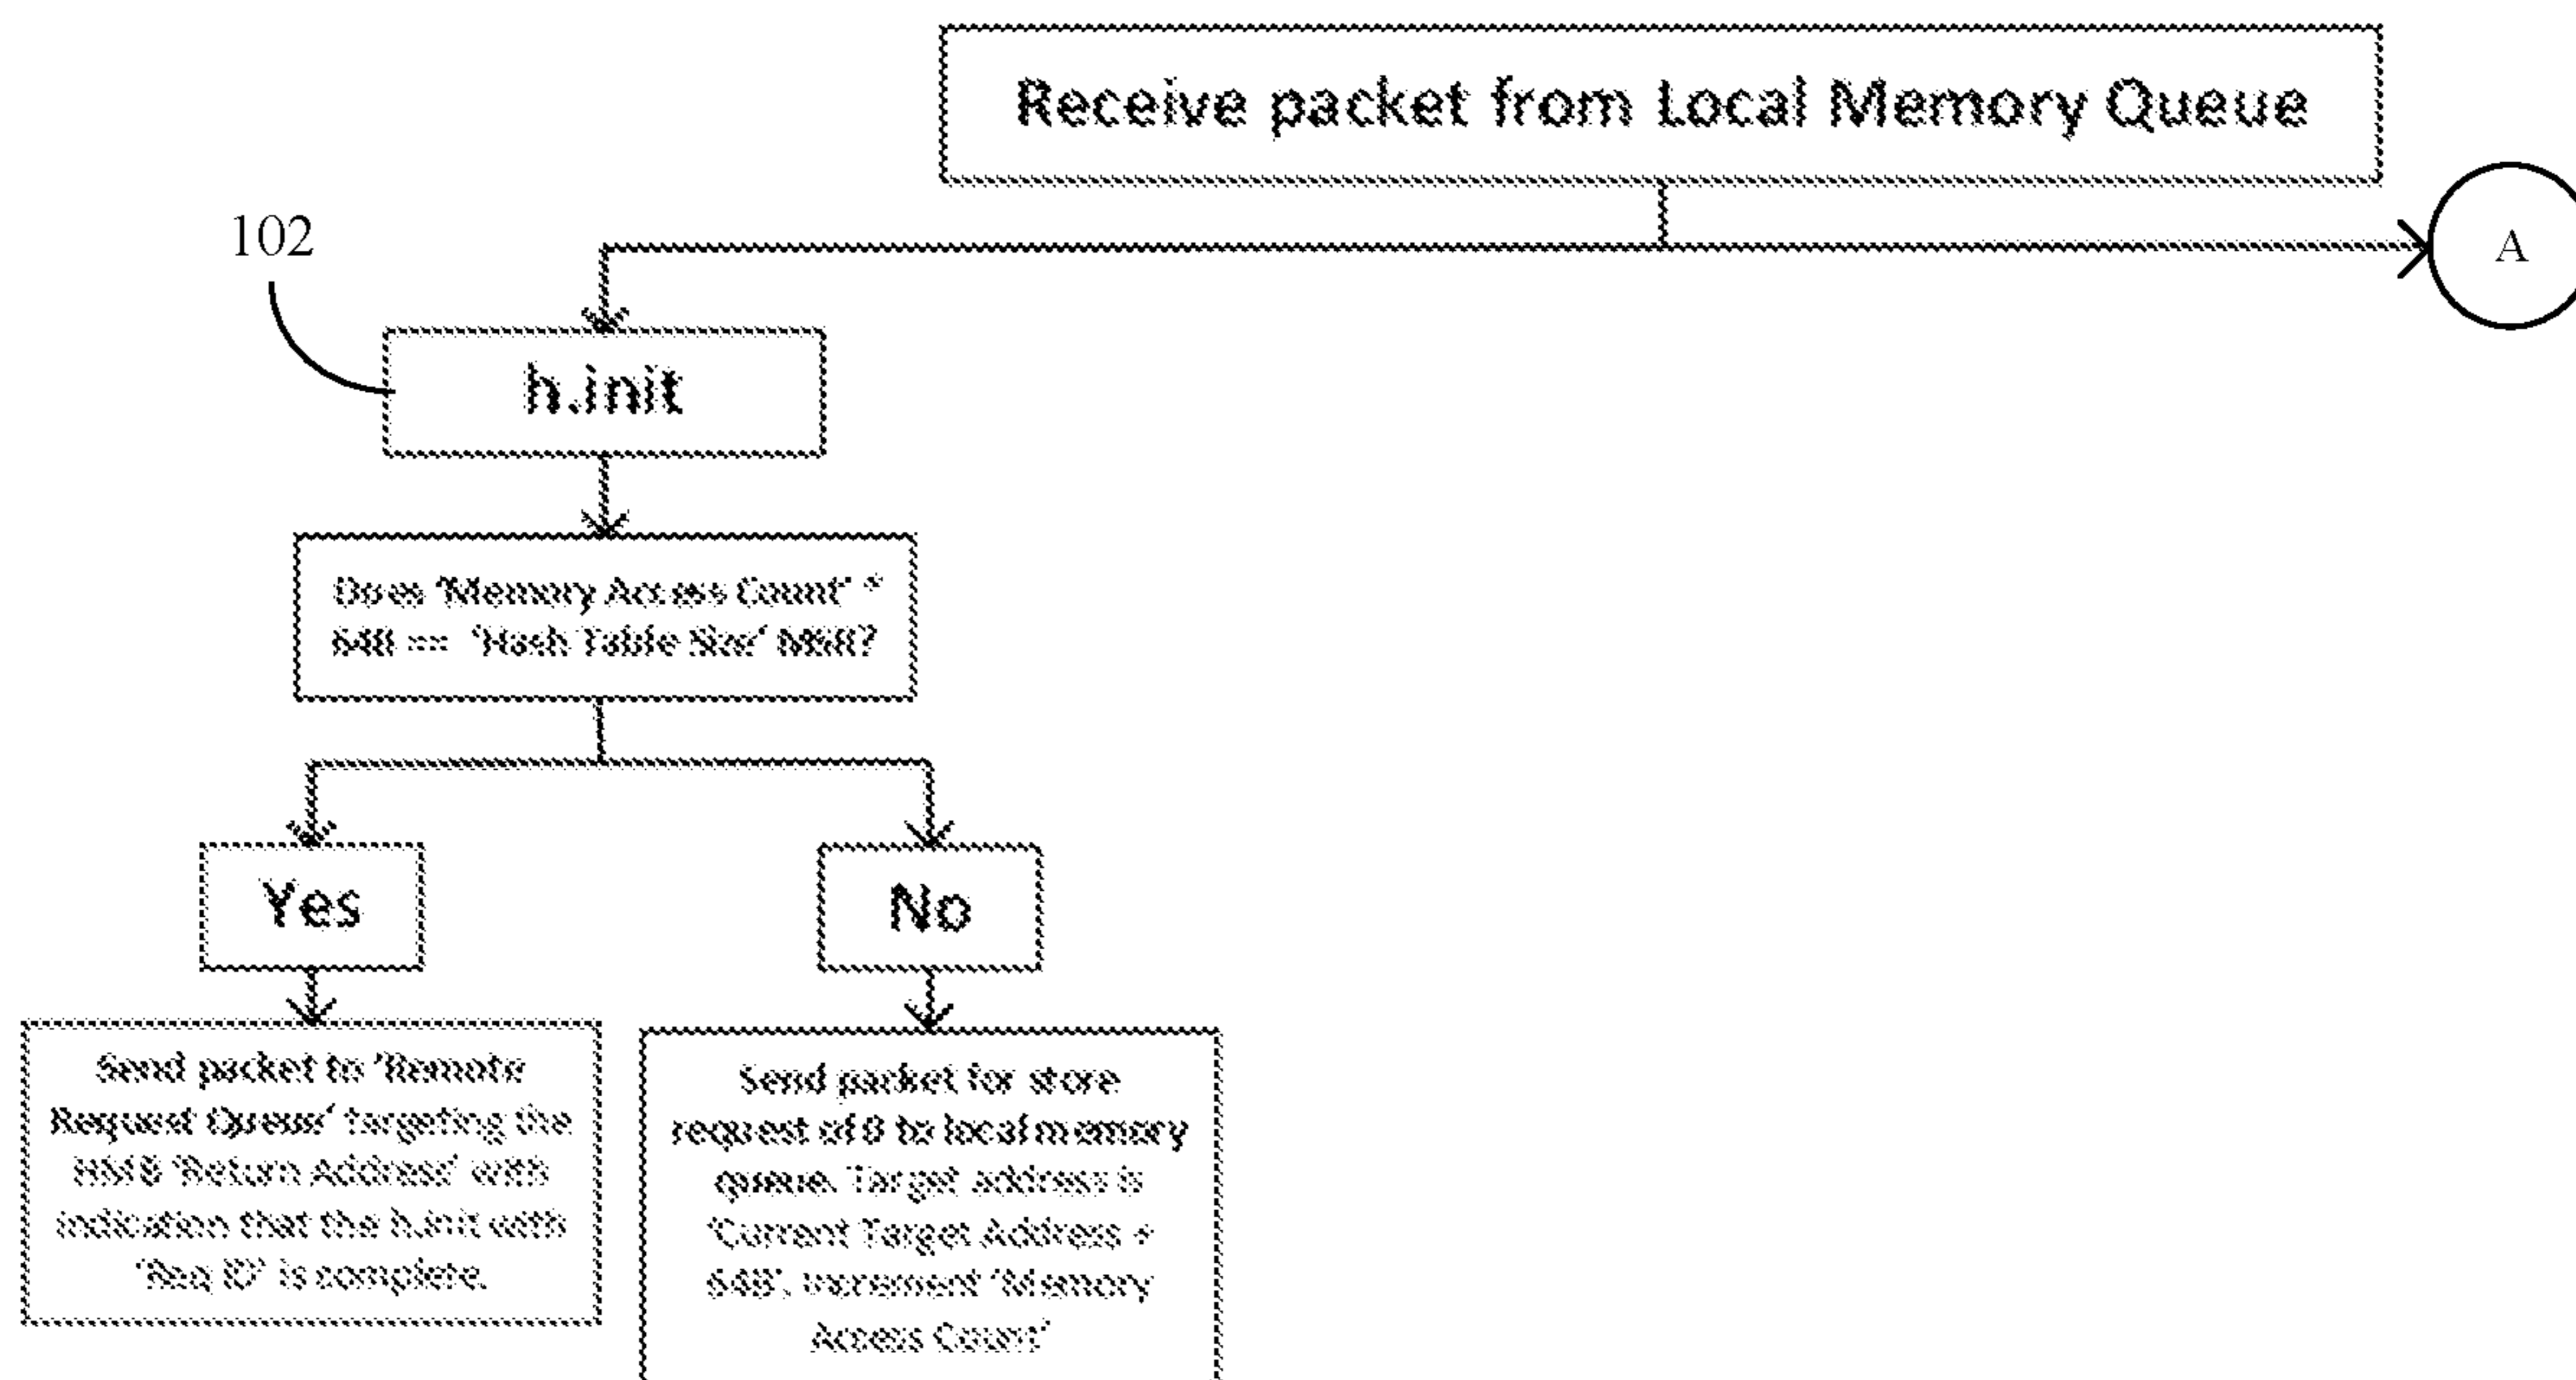 Receive packet from Local Memory Queue
A
102
h.init
Does 'Memory Access Count' *
64B == 'Hash Table Size' MSR?
Yes
No
Send packet to 'Remote
Request Queue' targeting the
'Return Address' with
indication that the h.init with
'Req ID' is complete.
Send packet for store
request of 0 to local memory
queue. Target address is
'Current Target Address +
64B', increment 'Memory
Access Count'